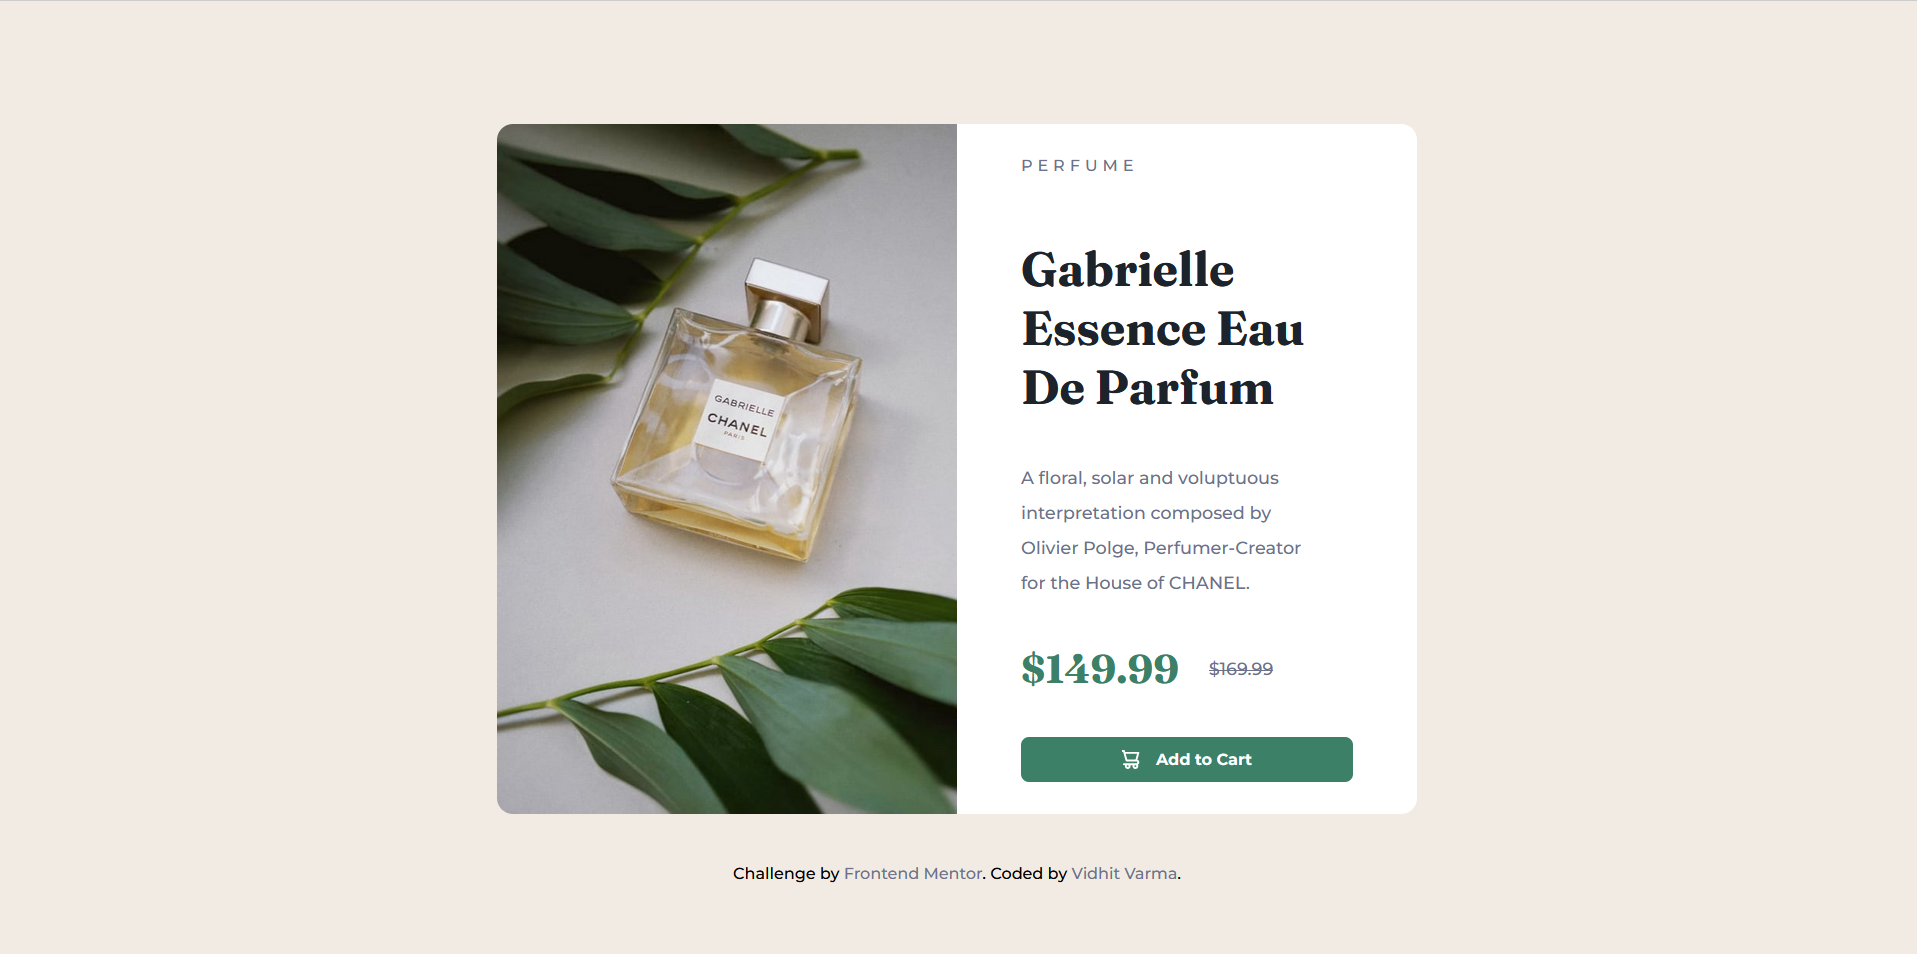 GABRIELLE
CHANEL
PARIS
PERFUME
Gabrielle
Essence Eau
De Parfum
A floral, solar and voluptuous
interpretation composed by
Olivier Polge, Perfumer-Creator
for the House of CHANEL.
$149.99 $169.99
Add to Cart
Challenge by Frontend Mentor. Coded by Vidhit Varma.